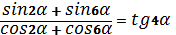 sin2α + sin6α / cos2α + cos6α = tg4α